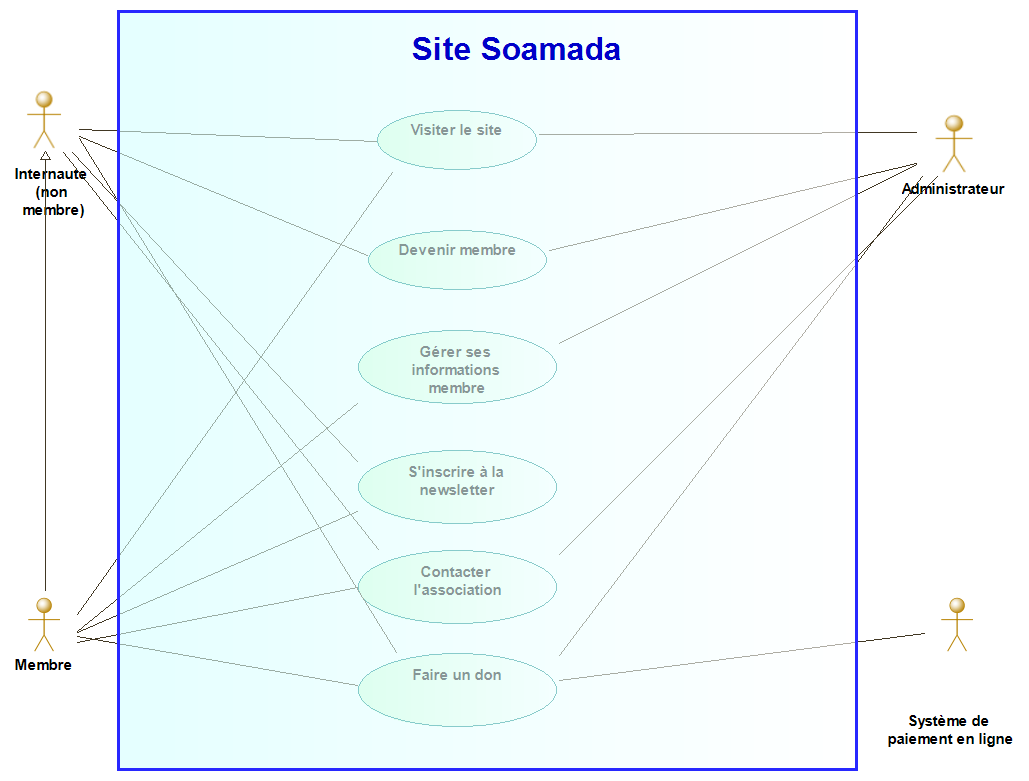 Site Soamada
Internaute
(non
membre)
Visiter le site
Administrateur
Devenir membre
Gérer ses
informations
membre
S'inscrire à la
newsletter
Contacter
l'association
Membre
Faire un don
Système de
paiement en ligne